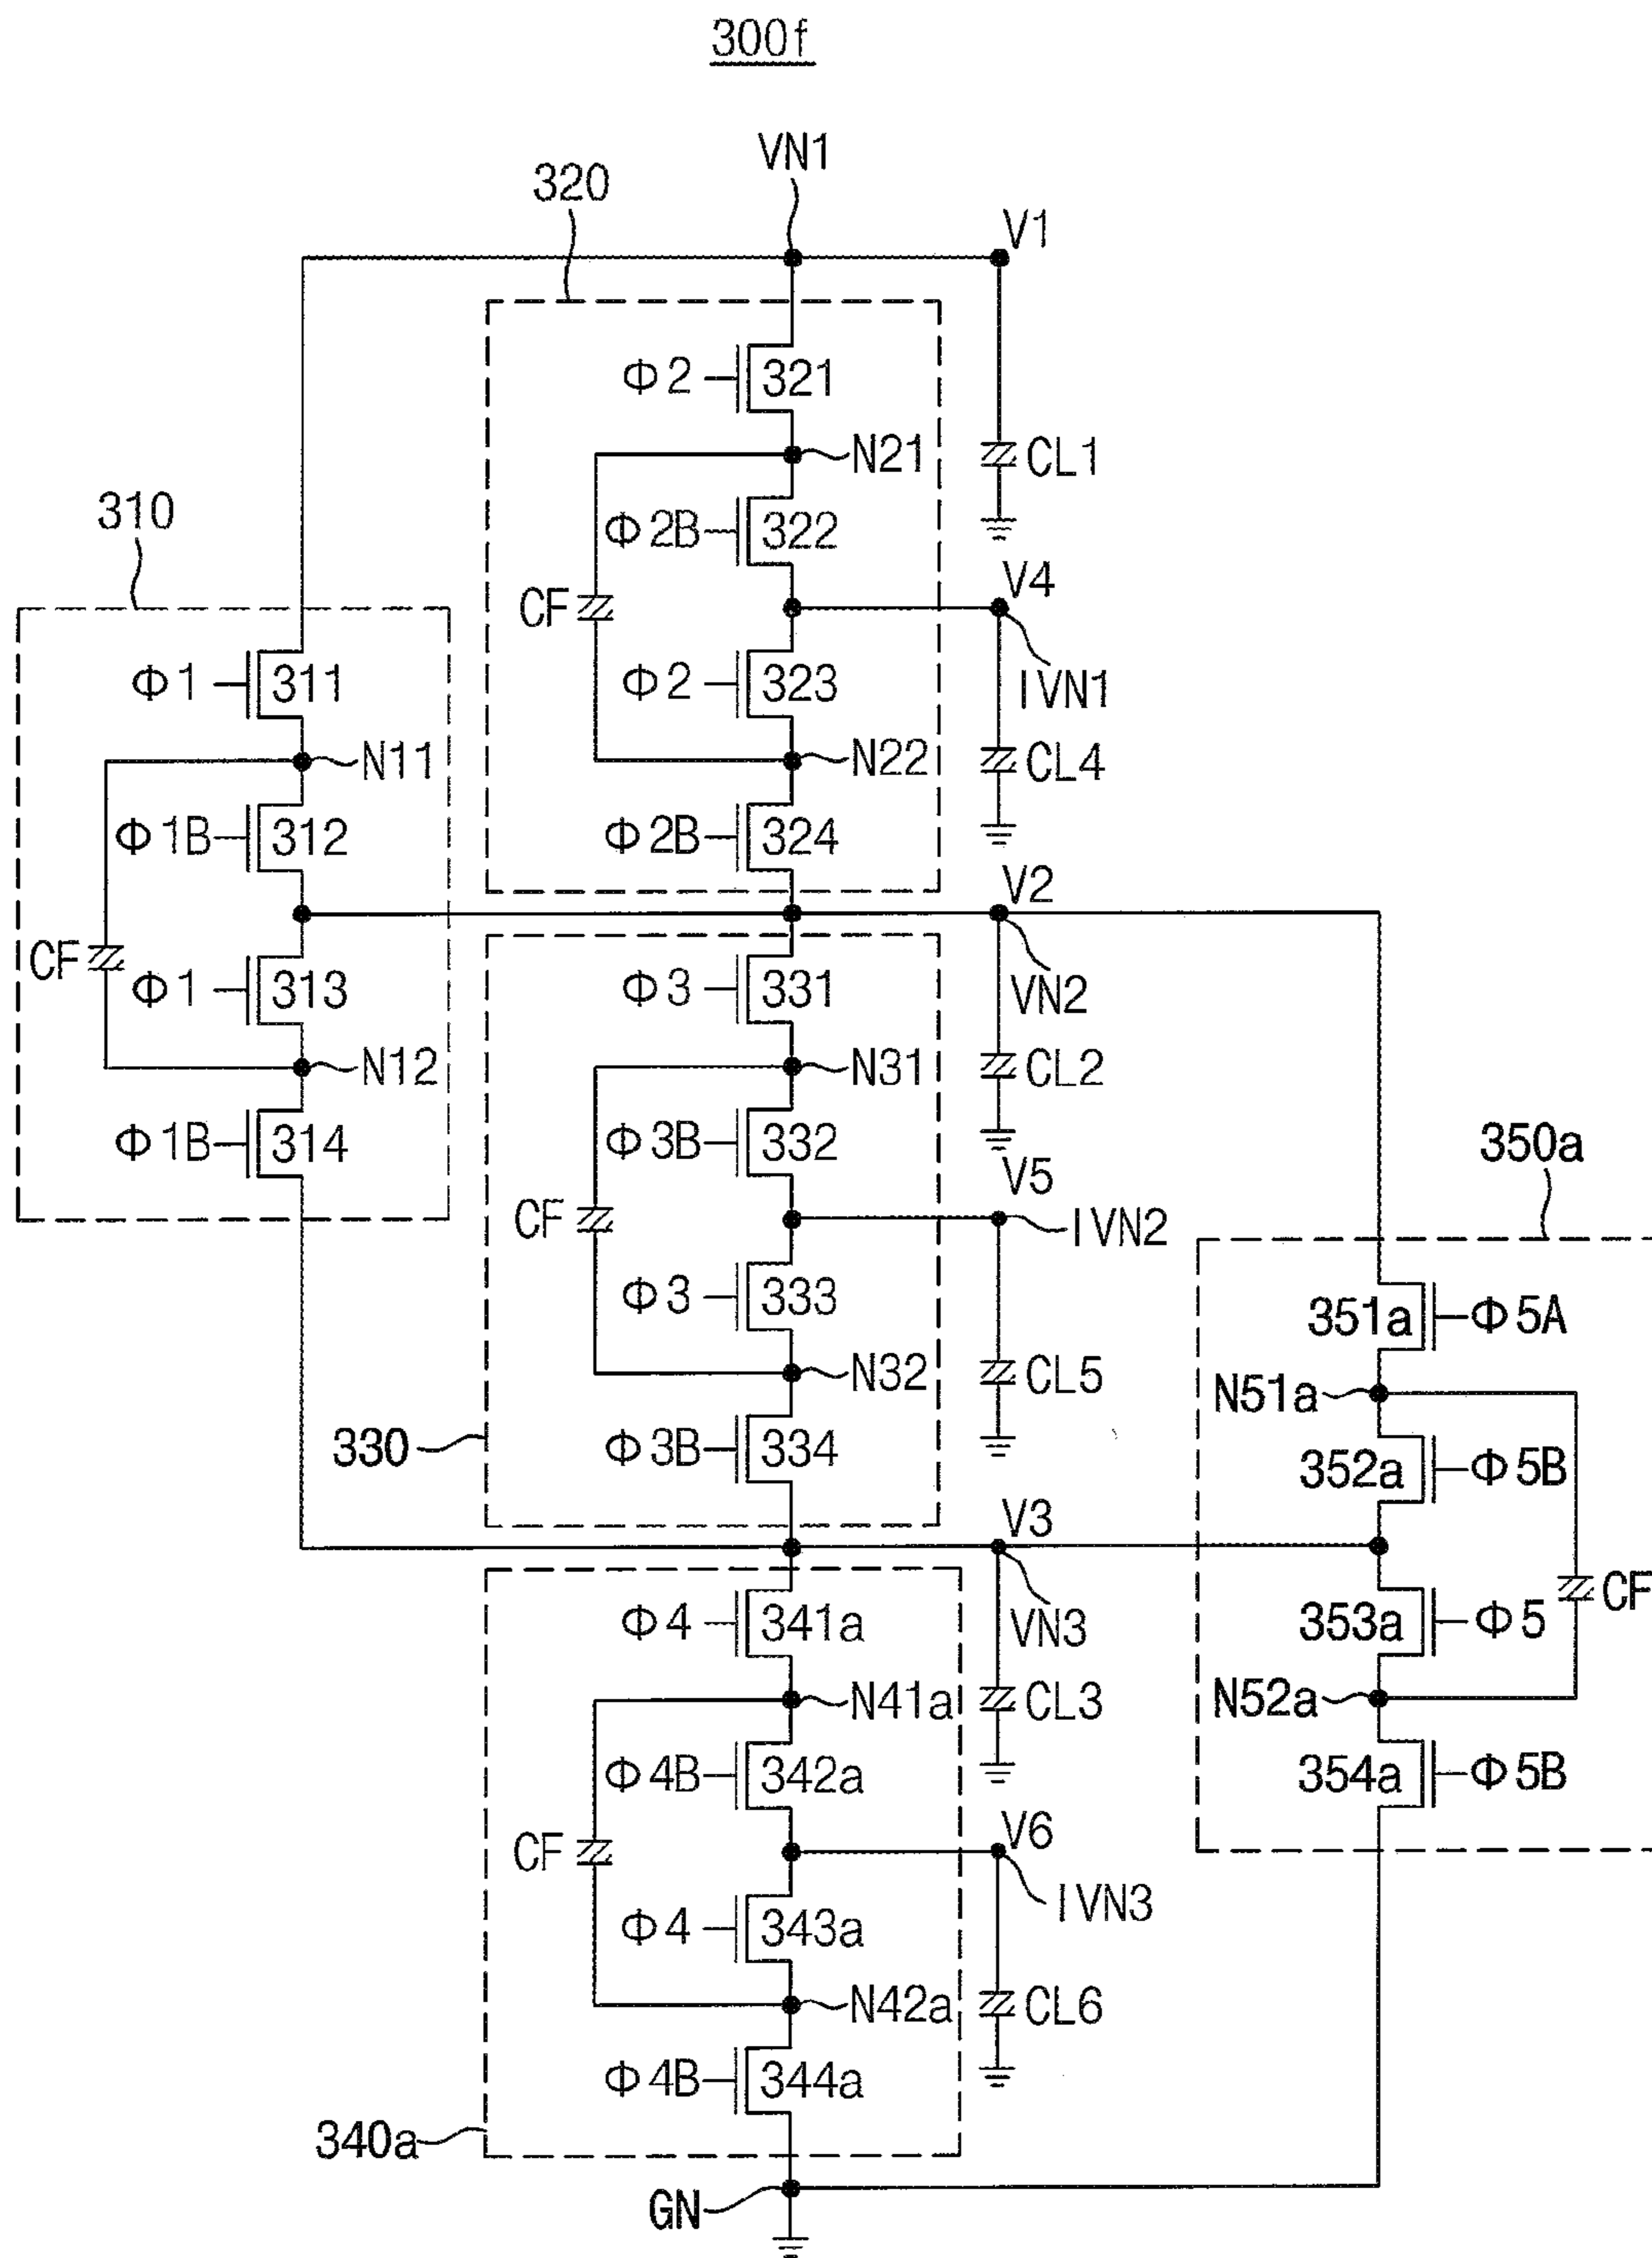 300f
VN1
320
V1
Φ2
321
N21
CL1
310
Φ2B
322
V4
CF
Φ1
311
Φ2
323
IVN1
N11
N22
CL4
Φ1B
312
Φ2B
324
V2
CF
Φ1
313
Φ3
331
VN2
N12
N31
CL2
Φ1B
314
Φ3B
332
350a
V5
CF
IVN2
Φ3
333
351a
Φ5A
N32
CL5
N51a
330
Φ3B
334
352a
Φ5B
V3
CF
Φ4
341a
VN3
353a
Φ5
N41a
CL3
N52a
Φ4B
342a
354a
Φ5B
V6
CF
IVN3
Φ4
343a
N42a
CL6
Φ4B
344a
340a
GN